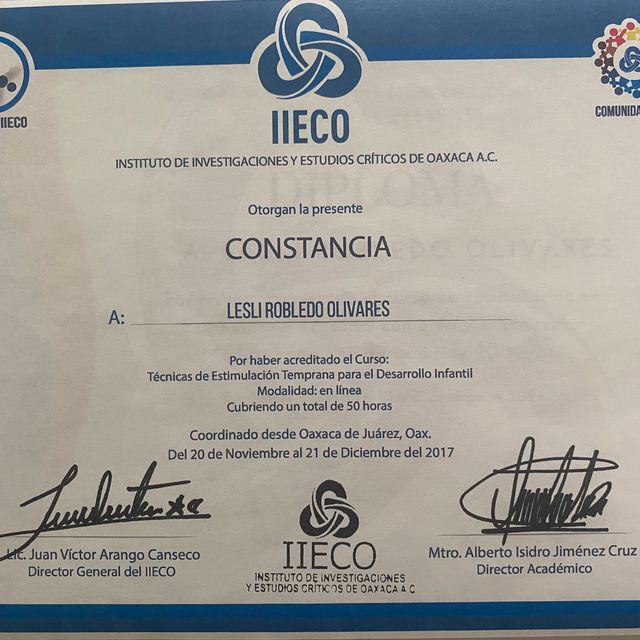 IIECO
COMUNIDA
IIECO
INSTITUTO DE INVESTIGACIONES Y ESTUDIOS CRÍTICOS DE OAXACA A.C.
DIPLOMA
Otorgan la presente
CONSTANCIA
EDO OLIVARES
A: LESLI ROBLEDO OLIVARES
Por haber acreditado el Curso:
Técnicas de Estimulación Temprana para el Desarrollo Infantil
Modalidad: en línea
Cubriendo un total de 50 horas
Coordinado desde Oaxaca de Juárez, Oax.
Del 20 de Noviembre al 21 de Diciembre del 2017
Lic. Juan Víctor Arango Canseco
Director General del IIECO
IIECO
INSTITUTO DE INVESTIGACIONES
Y ESTUDIOS CRÍTICOS DE OAXACA A.C
Mtro. Alberto Isidro Jiménez Cruz
Director Académico